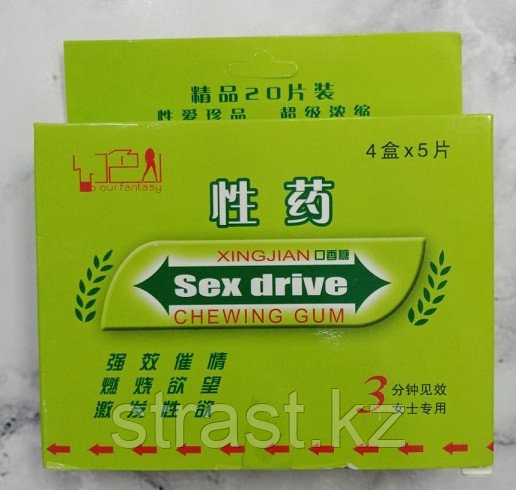 精品20片装
性爱珍品 超级浓缩
4盒x5片
our fantasy
性药
XINGJIAN 口香糖
Sex drive
CHEWING GUM
强效催情
燃烧欲望
激发性欲
3分钟见效
女士专用
strast.kz